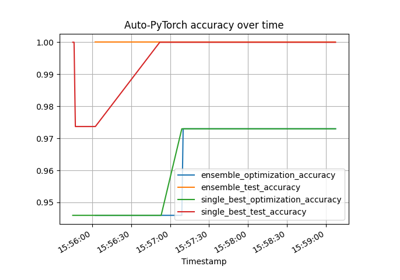 Auto-PyTorch accuracy over time
1.00
0.99
0.98
0.97
0.96
0.95
ensemble_optimization_accuracy
ensemble_test_accuracy
single_best_optimization_accuracy
single_best_test_accuracy
15:56:00
15:56:30
15:57:00
15:57:30
15:58:00
15:58:30
15:59:00
Timestamp